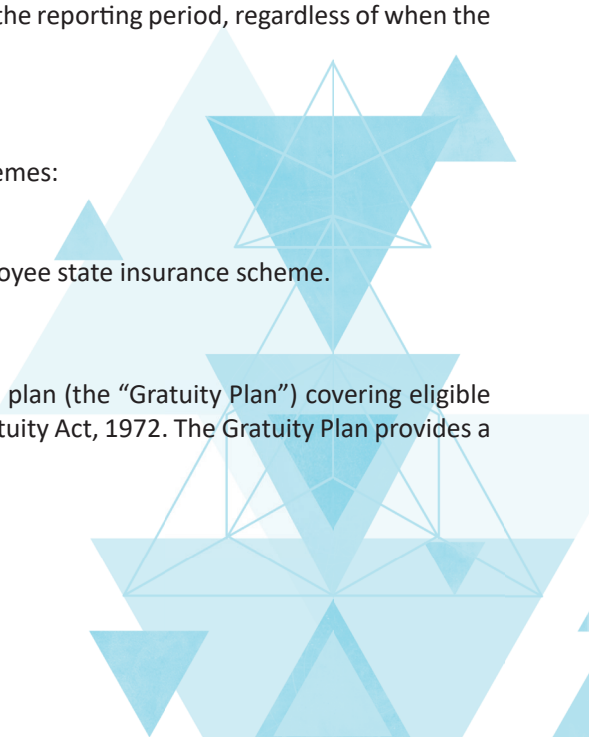 the reporting period, regardless of when the
emes:
oyee state insurance scheme.
plan (the “Gratuity Plan”) covering eligible
tuity Act, 1972. The Gratuity Plan provides a